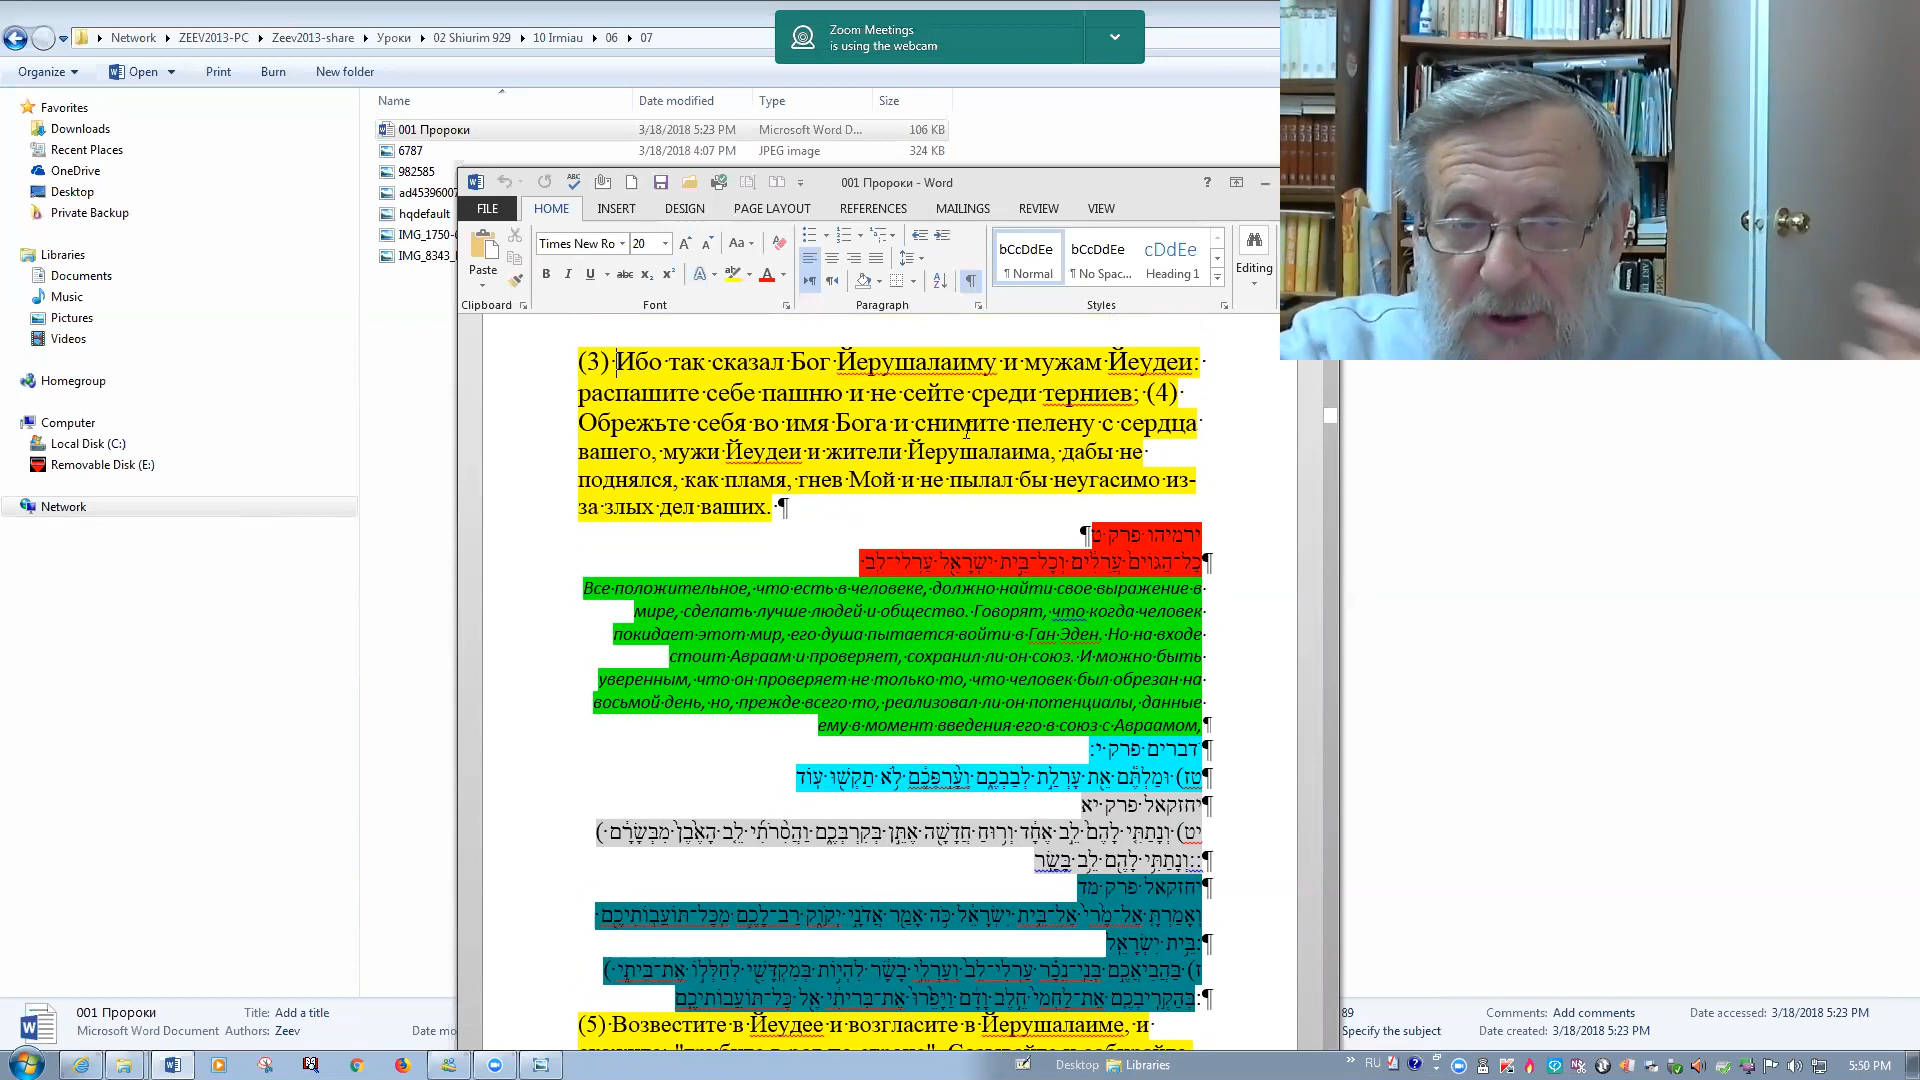 Network ▸ ZEEV2013-PC ▸ Zeev2013-share ▸ Уроки ▸ 02 Shiurim 929 ▸ 10 Irmiau ▸ 06 ▸ 07
Zoom Meetings
is using the webcam
Organize Open Print Burn New folder
Name Date modified Type Size
Favorites
Downloads
Recent Places
OneDrive
Desktop
Private Backup
Libraries
Documents
Music
Pictures
Videos
Homegroup
Computer
Local Disk (C:)
Removable Disk (E:)
Network
001 Пророки 3/18/2018 5:23 PM Microsoft Word D... 106 KB
6787 3/18/2018 4:07 PM JPEG image 324 KB
982585
ad45396007
hqdefault
IMG_1750-
IMG_8343_
001 Пророки - Word
FILE HOME INSERT DESIGN PAGE LAYOUT REFERENCES MAILINGS REVIEW VIEW
Paste
Times New Ro 20
Aa
B I U abc x₂ x² A A
bCcDdEe bCcDdEe cDdEe
¶ Normal ¶ No Spac... Heading 1
Editing
Clipboard Font Paragraph Styles
(3) Ибо так сказал Бог Йерушалаиму и мужам Йеудеи:
распашите себе пашню и не сейте среди терниев; (4)
Обрежьте себя во имя Бога и снимите пелену с сердца
вашего, мужи Йеудеи и жители Йерушалаима, дабы не
поднялся, как пламя, гнев Мой и не пылал бы неугасимо из-
за злых дел ваших. ¶
ירמיהו פרק ט¶
כָל־הַגּוֹיִם֙ עֲרֵלִ֔ים וְכָל־בֵּ֥ית יִשְׂרָאֵ֖ל עַרְלֵי־לֵֽב ¶
Все положительное, что есть в человеке, должно найти свое выражение в
мире, сделать лучше людей и общество. Говорят, что когда человек
покидает этот мир, его душа пытается войти в Ган Эден. Но на входе
стоит Авраам и проверяет, сохранил ли он союз. И можно быть
уверенным, что он проверяет не только то, что человек был обрезан на
восьмой день, но, прежде всего то, реализовал ли он потенциалы, данные
ему в момент введения его в союз с Авраамом, ¶
דברים פרק י: ¶
טז) וּמַלְתֶּ֕ם אֵ֖ת עָרְלַ֣ת לְבַבְכֶ֑ם וְעָ֨רְפְּכֶ֔ם לֹ֥א תַקְשׁ֖וּ עֽוֹד ¶
יחזקאל פרק יא ¶
יט) וְנָתַתִּ֤י לָהֶם֙ לֵ֣ב אֶחָ֔ד וְר֥וּחַ חֲדָשָׁ֖ה אֶתֵּ֣ן בְּקִרְבְּכֶ֑ם וַהֲסִ֨רֹתִ֜י לֵ֤ב הָאֶ֙בֶן֙ מִבְּשָׂרָ֔ם )
::וְנָתַתִּ֥י לָהֶ֖ם לֵ֥ב בָּשָֽׂר ¶
יחזקאל פרק מד ¶
וְאָמַרְתָּ֤ אֶל־מֶ֙רִי֙ אֶל־בֵּ֣ית יִשְׂרָאֵ֔ל כֹּ֥ה אָמַ֖ר אֲדֹנָ֣י יְקֹוִ֑ק רַב־לָכֶ֛ם מִֽכָּל־תּוֹעֲבֽוֹתֵיכֶ֖ם
:בֵּ֥ית יִשְׂרָאֵֽל ¶
ז) בַּהֲבִיאֲכֶ֣ם בְּנֵֽי־נֵכָ֗ר עַרְלֵי־לֵב֙ וְעַרְלֵ֣י בָשָׂ֔ר לִהְי֥וֹת בְּמִקְדָּשִׁ֖י לְחַלְּל֣וֹ אֶת־בֵּיתִ֑י )
:בְּהַקְרִֽיבְכֶ֤ם אֶת־לַחְמִי֙ חֵ֣לֶב וָדָ֔ם וַיָּפֵ֙רוּ֙ אֶת־בְּרִיתִ֔י אֶ֖ל כָּל־תּוֹעֲבוֹתֵיכֶֽם ¶
(5) Возвестите в Йеудее и возгласите в Йерушалаиме, и
001 Пророки Title: Add a title
Microsoft Word Document Authors: Zeev Date mo
89 Comments: Add comments Date accessed: 3/18/2018 5:23 PM
Specify the subject Date created: 3/18/2018 5:23 PM
Desktop Libraries RU 5:50 PM